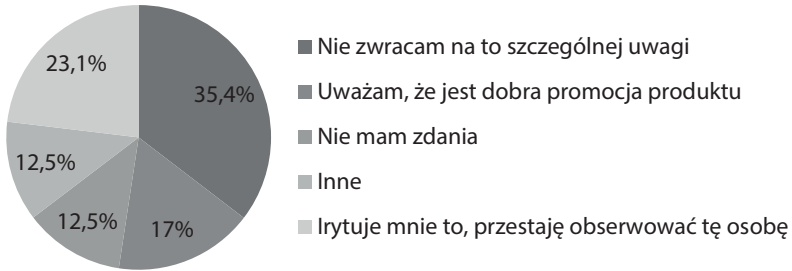 23,1%
35,4%
12,5%
12,5%
17%
Nie zwracam na to szczególnej uwagi
Uważam, że jest dobra promocja produktu
Nie mam zdania
Inne
Irytuje mnie to, przestaję obserwować tę osobę